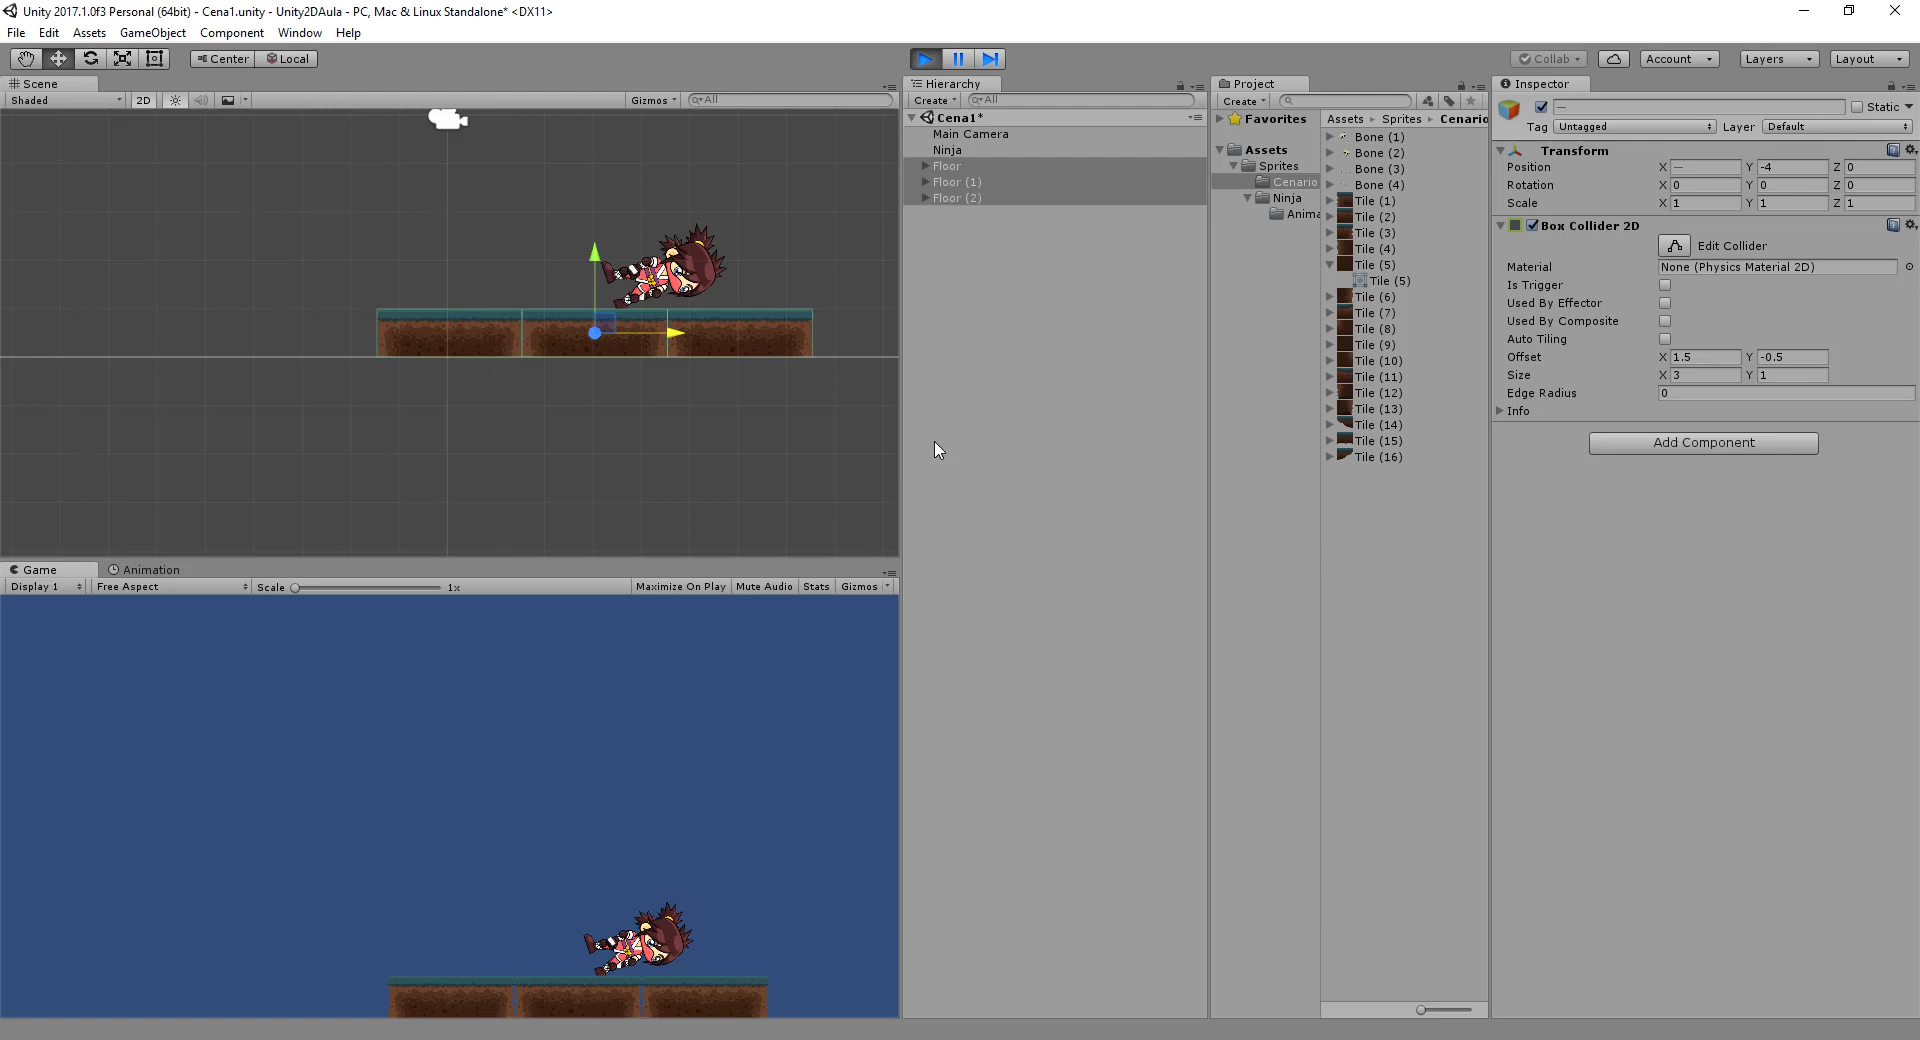 Unity 2017.1.0f3 Personal (64bit) - Cena1.unity - Unity2DAula - PC, Mac & Linux Standalone* <DX11>
File Edit Assets GameObject Component Window Help
Center Local
Collab Account Layers Layout
Scene
Shaded 2D Gizmos All
Hierarchy
Create All
Cena1*
Main Camera
Ninja
Floor
Floor (1)
Floor (2)
Project
Create
Favorites
Assets
Sprites
Cenario
Ninja
Anima
Assets Sprites Cenario
Bone (1)
Bone (2)
Bone (3)
Bone (4)
Tile (1)
Tile (2)
Tile (3)
Tile (4)
Tile (5)
Tile (5)
Tile (6)
Tile (7)
Tile (8)
Tile (9)
Tile (10)
Tile (11)
Tile (12)
Tile (13)
Tile (14)
Tile (15)
Tile (16)
Inspector
— Static
Tag Untagged Layer Default
Transform
Position X — Y -4 Z 0
Rotation X 0 Y 0 Z 0
Scale X 1 Y 1 Z 1
Box Collider 2D
Edit Collider
Material None (Physics Material 2D)
Is Trigger
Used By Effector
Used By Composite
Auto Tiling
Offset X 1.5 Y -0.5
Size X 3 Y 1
Edge Radius 0
Info
Add Component
Game Animation
Display 1 Free Aspect Scale 1x Maximize On Play Mute Audio Stats Gizmos